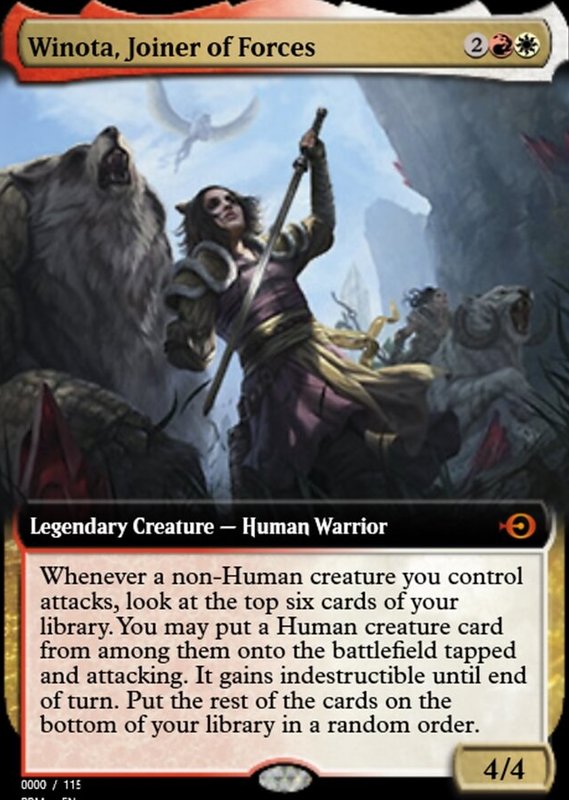 Winota, Joiner of Forces 2
Legendary Creature — Human Warrior
Whenever a non-Human creature you control
attacks, look at the top six cards of your
library. You may put a Human creature card
from among them onto the battlefield tapped
and attacking. It gains indestructible until end
of turn. Put the rest of the cards on the
bottom of your library in a random order.
4/4
0000 / 115